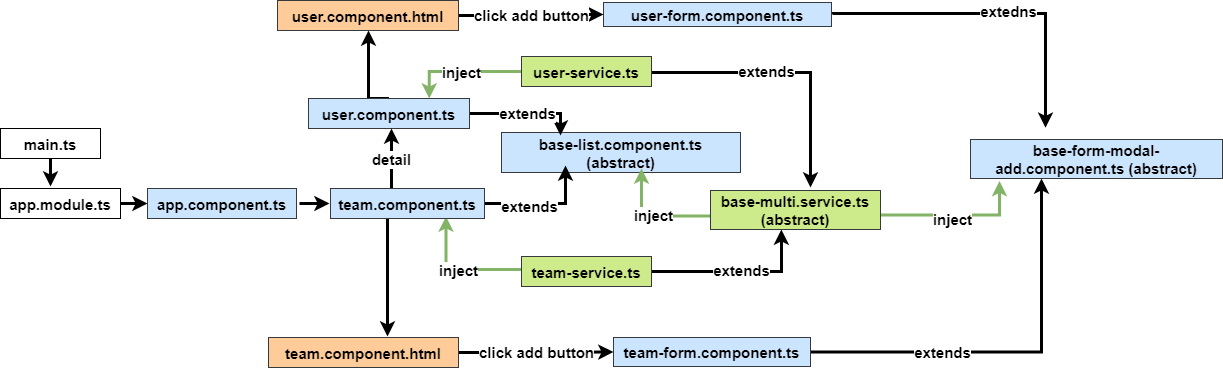 user.component.html
click add button
user-form.component.ts
extedns
inject
user-service.ts
extends
user.component.ts
extends
main.ts
detail
base-list.component.ts
(abstract)
base-form-modal-
add.component.ts (abstract)
app.module.ts
app.component.ts
team.component.ts
extends
inject
base-multi.service.ts
(abstract)
inject
inject
team-service.ts
extends
team.component.html
click add button
team-form.component.ts
extends